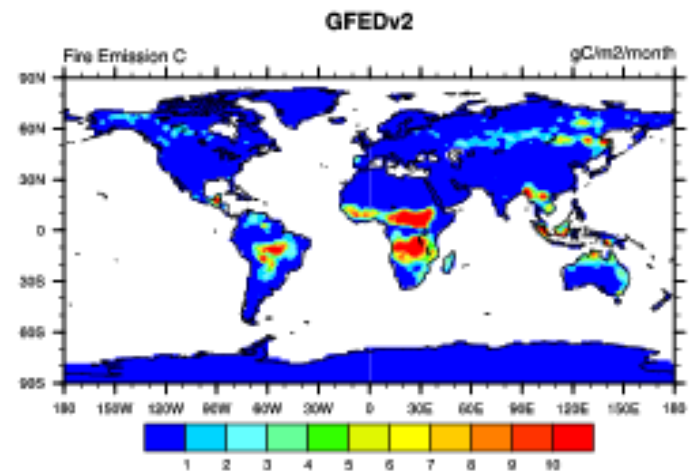 GFEDv2
Fire Emission C gC/m2/month
90N
60N
30N
0
30S
60S
90S
180 150W 120W 90W 60W 30W 0 30E 60E 90E 120E 150E 180
1 2 3 4 5 6 7 8 9 10